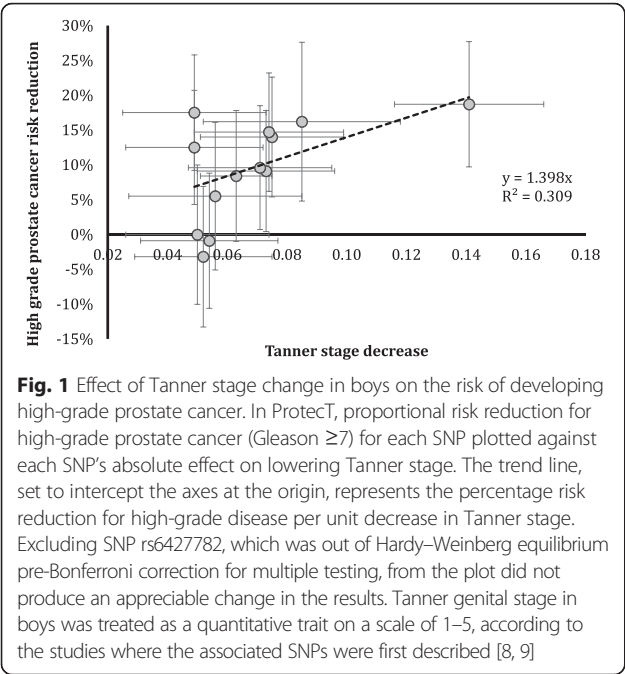 30%
25%
20%
15%
10%
5%
0%
-5%
-10%
-15%
High grade prostate cancer risk reduction
0.02 0.04 0.06 0.08 0.10 0.12 0.14 0.16 0.18
y = 1.398x
R² = 0.309
Tanner stage decrease
Fig. 1 Effect of Tanner stage change in boys on the risk of developing
high-grade prostate cancer. In ProtecT, proportional risk reduction for
high-grade prostate cancer (Gleason ≥7) for each SNP plotted against
each SNP's absolute effect on lowering Tanner stage. The trend line,
set to intercept the axes at the origin, represents the percentage risk
reduction for high-grade disease per unit decrease in Tanner stage.
Excluding SNP rs6427782, which was out of Hardy–Weinberg equilibrium
pre-Bonferroni correction for multiple testing, from the plot did not
produce an appreciable change in the results. Tanner genital stage in
boys was treated as a quantitative trait on a scale of 1–5, according to
the studies where the associated SNPs were first described [8, 9]